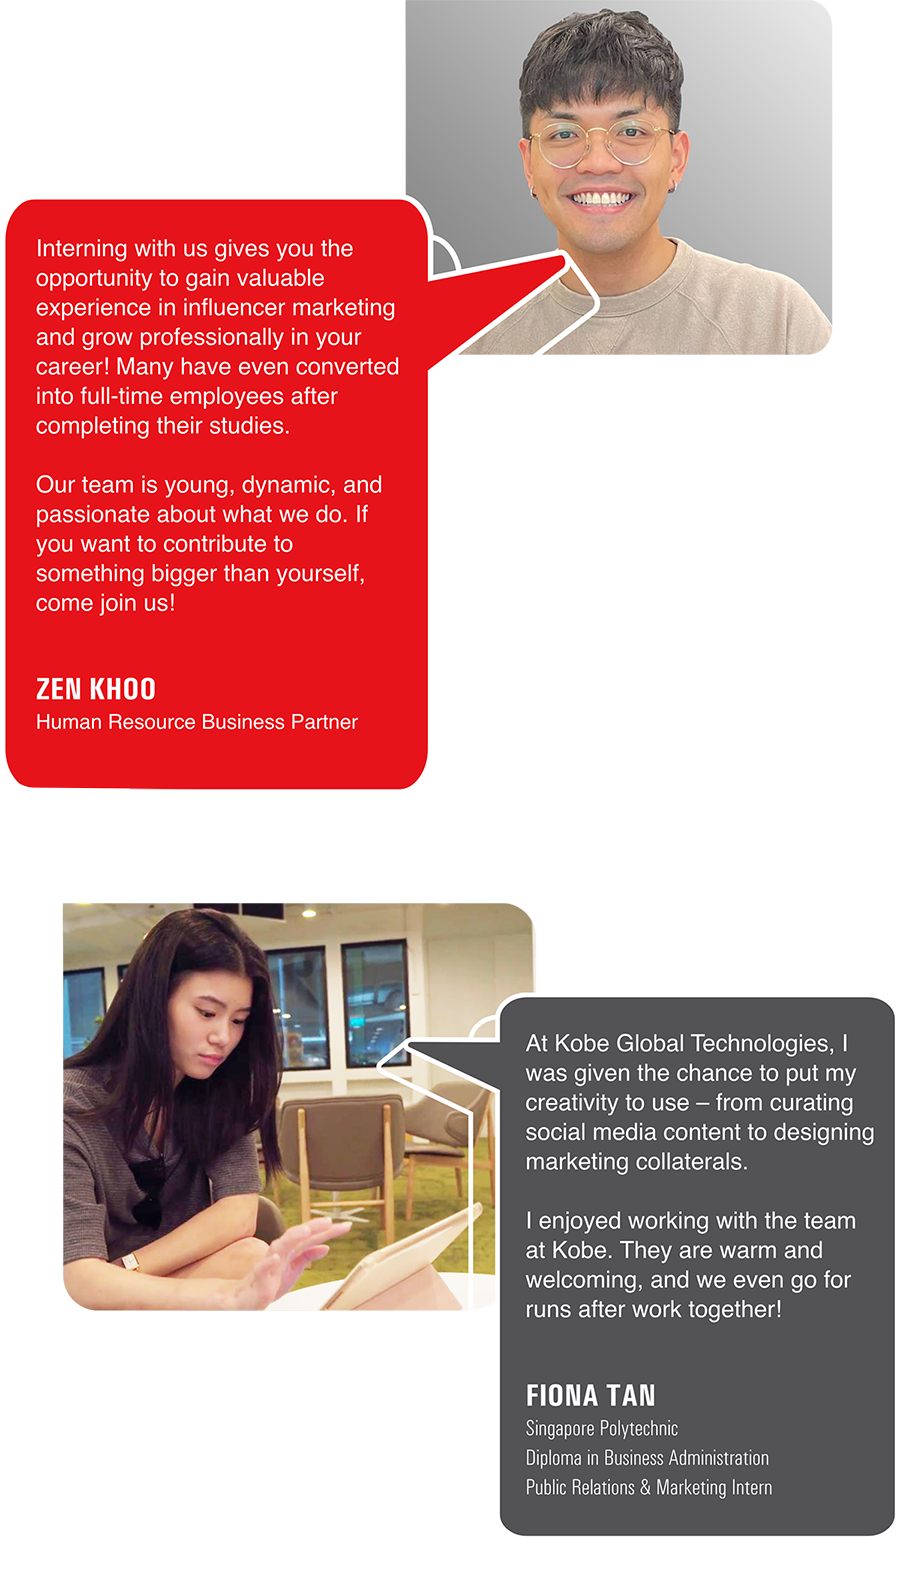 Interning with us gives you the
opportunity to gain valuable
experience in influencer marketing
and grow professionally in your
career! Many have even converted
into full-time employees after
completing their studies.
Our team is young, dynamic, and
passionate about what we do. If
you want to contribute to
something bigger than yourself,
come join us!
ZEN KHOO
Human Resource Business Partner
At Kobe Global Technologies, I
was given the chance to put my
creativity to use – from curating
social media content to designing
marketing collaterals.
I enjoyed working with the team
at Kobe. They are warm and
welcoming, and we even go for
runs after work together!
FIONA TAN
Singapore Polytechnic
Diploma in Business Administration
Public Relations & Marketing Intern